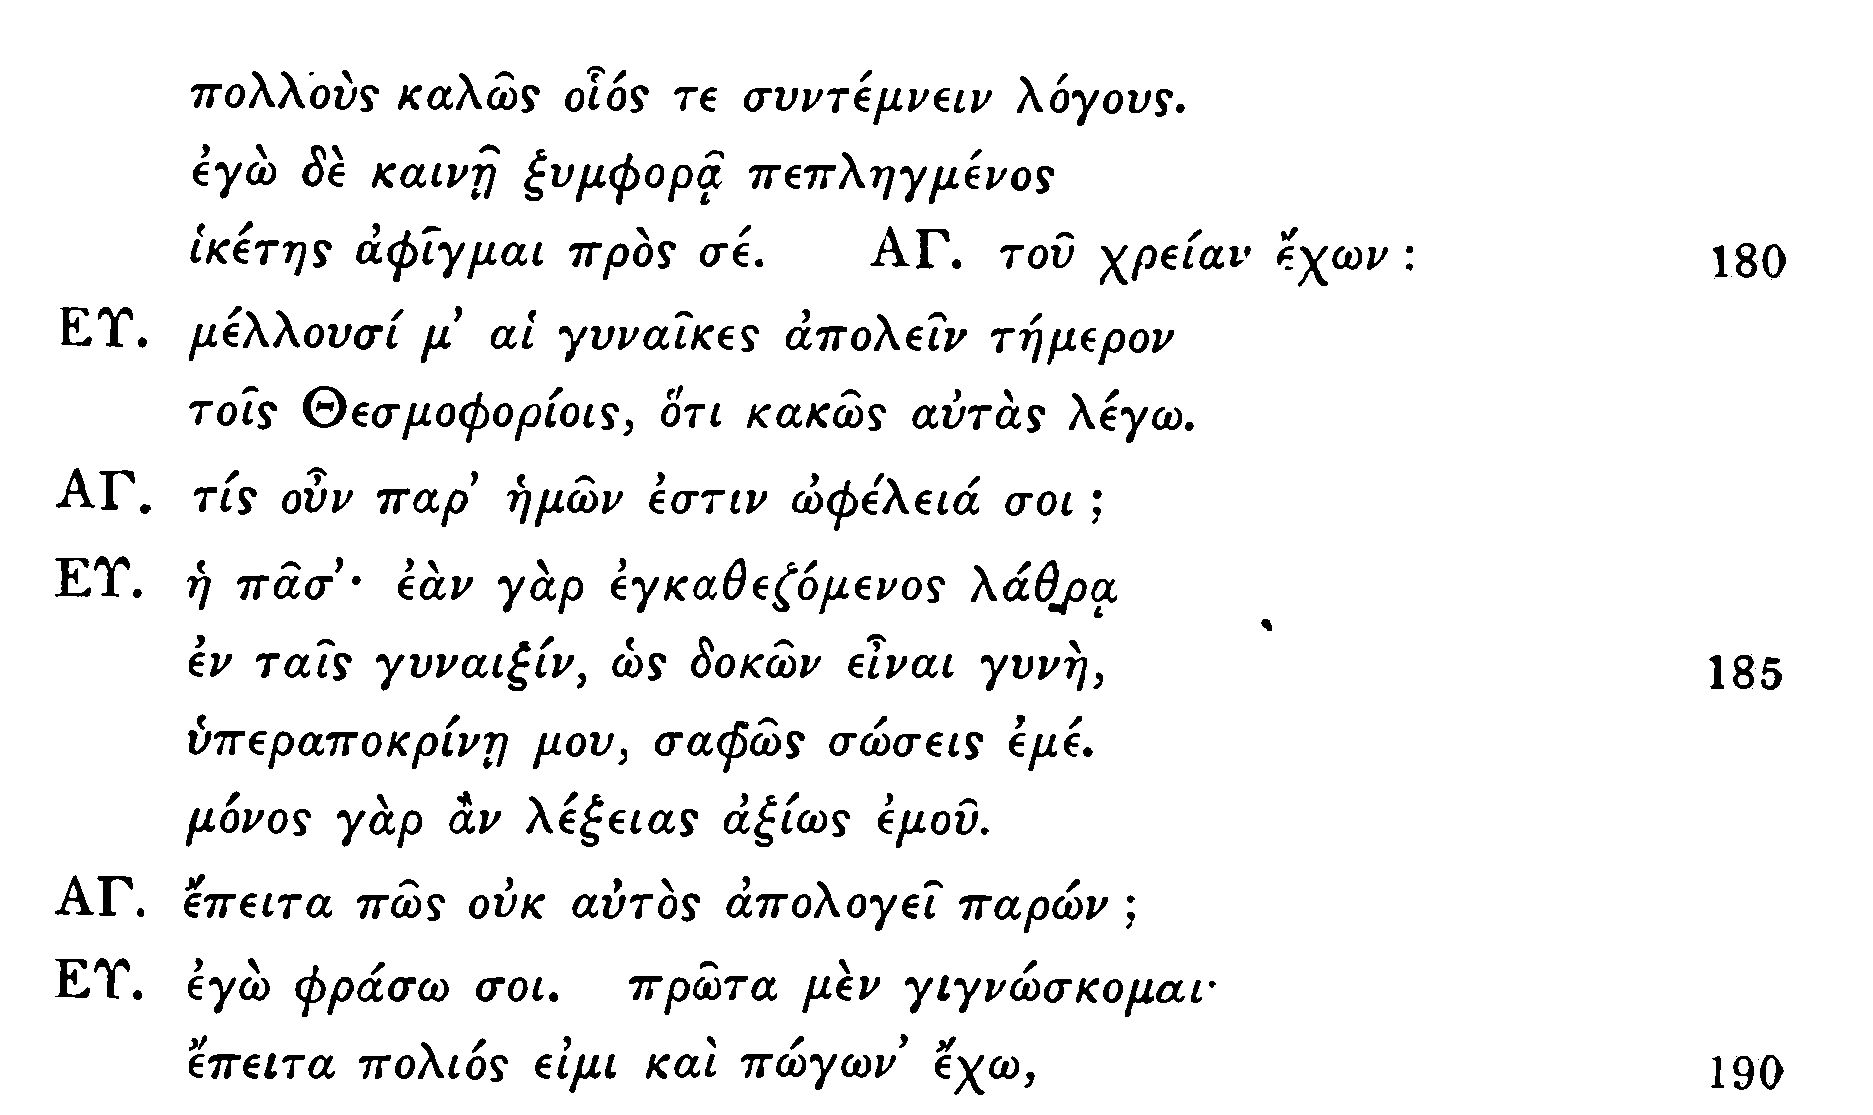 πολλοὺς καλῶς οἷός τε συντέμνειν λόγους.
ἐγὼ δὲ καινῇ ξυμφορᾷ πεπληγμένος
ἱκέτης ἀφῖγμαι πρὸς σέ. ΑΓ. τοῦ χρείαν ἔχων : 180
ΕΥ. μέλλουσί μ’ αἱ γυναῖκες ἀπολεῖν τήμερον
τοῖς Θεσμοφορίοις, ὅτι κακῶς αὐτὰς λέγω.
ΑΓ. τίς οὖν παρ’ ἡμῶν ἐστιν ὠφέλειά σοι ;
ΕΥ. ἡ πᾶσ’· ἐὰν γὰρ ἐγκαθεζόμενος λάθρᾳ
ἐν ταῖς γυναιξίν, ὡς δοκῶν εἶναι γυνὴ, 185
ὑπεραποκρίνῃ μου, σαφῶς σώσεις ἐμέ.
μόνος γὰρ ἂν λέξειας ἀξίως ἐμοῦ.
ΑΓ. ἔπειτα πῶς οὐκ αὐτὸς ἀπολογεῖ παρών ;
ΕΥ. ἐγὼ φράσω σοι. πρῶτα μὲν γιγνώσκομαι·
ἔπειτα πολιός εἰμι καὶ πώγων’ ἔχω, 190